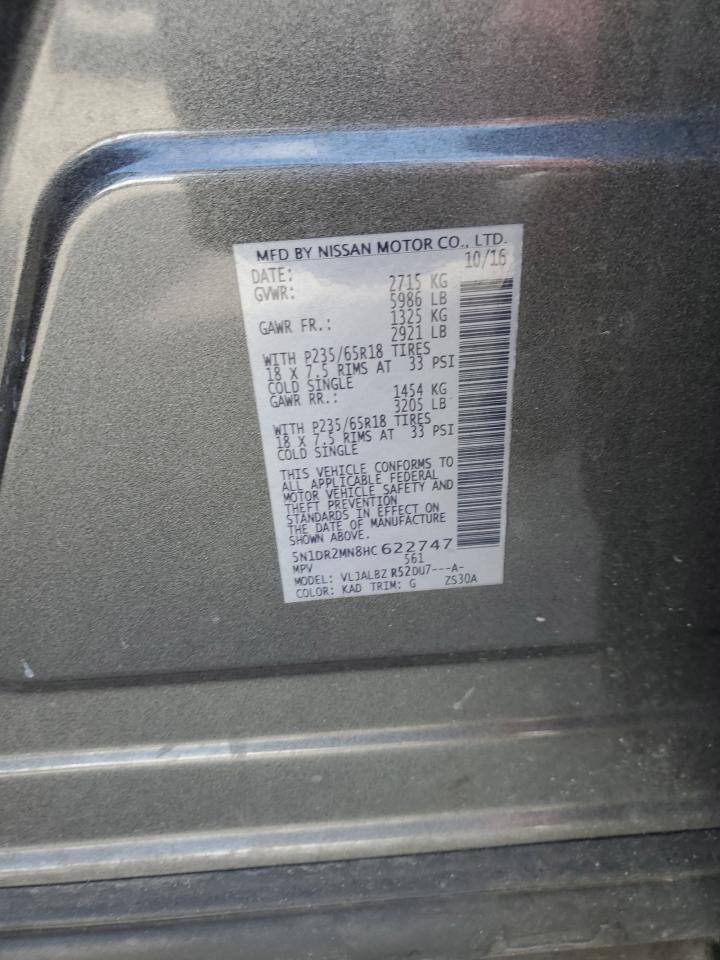 MFD BY NISSAN MOTOR CO., LTD.
DATE: 10/16
GVWR: 2715 KG
5986 LB
GAWR FR.: 1325 KG
2921 LB
WITH P235/65R18 TIRES
18 X 7.5 RIMS AT 33 PSI
COLD SINGLE
GAWR RR.: 1454 KG
3205 LB
WITH P235/65R18 TIRES
18 X 7.5 RIMS AT 33 PSI
COLD SINGLE
THIS VEHICLE CONFORMS TO
ALL APPLICABLE FEDERAL
MOTOR VEHICLE SAFETY AND
THEFT PREVENTION
STANDARDS IN EFFECT ON
THE DATE OF MANUFACTURE
SHOWN ABOVE.
5N1DR2MN8HC622747
MPV 561
MODEL: VLJALBZ R52DU7---A-
COLOR: KAD TRIM: G ZS30A